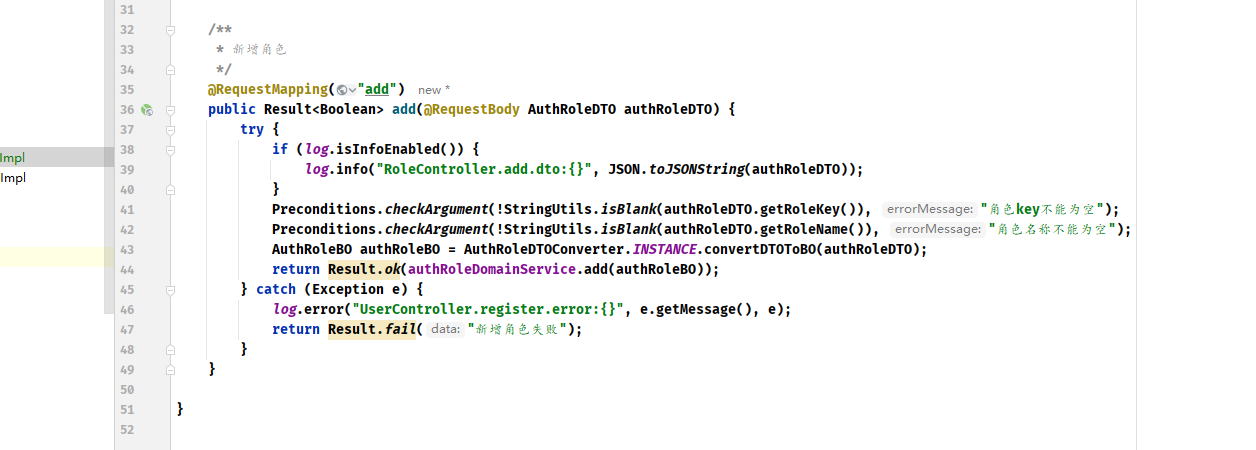 31
32 /**
33 * 新增角色
34 */
35 @RequestMapping("add") new *
36 public Result<Boolean> add(@RequestBody AuthRoleDTO authRoleDTO) {
37 try {
Impl 38 if (log.isInfoEnabled()) {
Impl 39 log.info("RoleController.add.dto:{}", JSON.toJSONString(authRoleDTO));
40 }
41 Preconditions.checkArgument(!StringUtils.isBlank(authRoleDTO.getRoleKey()), errorMessage: "角色key不能为空");
42 Preconditions.checkArgument(!StringUtils.isBlank(authRoleDTO.getRoleName()), errorMessage: "角色名称不能为空");
43 AuthRoleBO authRoleBO = AuthRoleDTOConverter.INSTANCE.convertDTOToBO(authRoleDTO);
44 return Result.ok(authRoleDomainService.add(authRoleBO));
45 } catch (Exception e) {
46 log.error("UserController.register.error:{}", e.getMessage(), e);
47 return Result.fail( data: "新增角色失败");
48 }
49 }
50
51 }
52